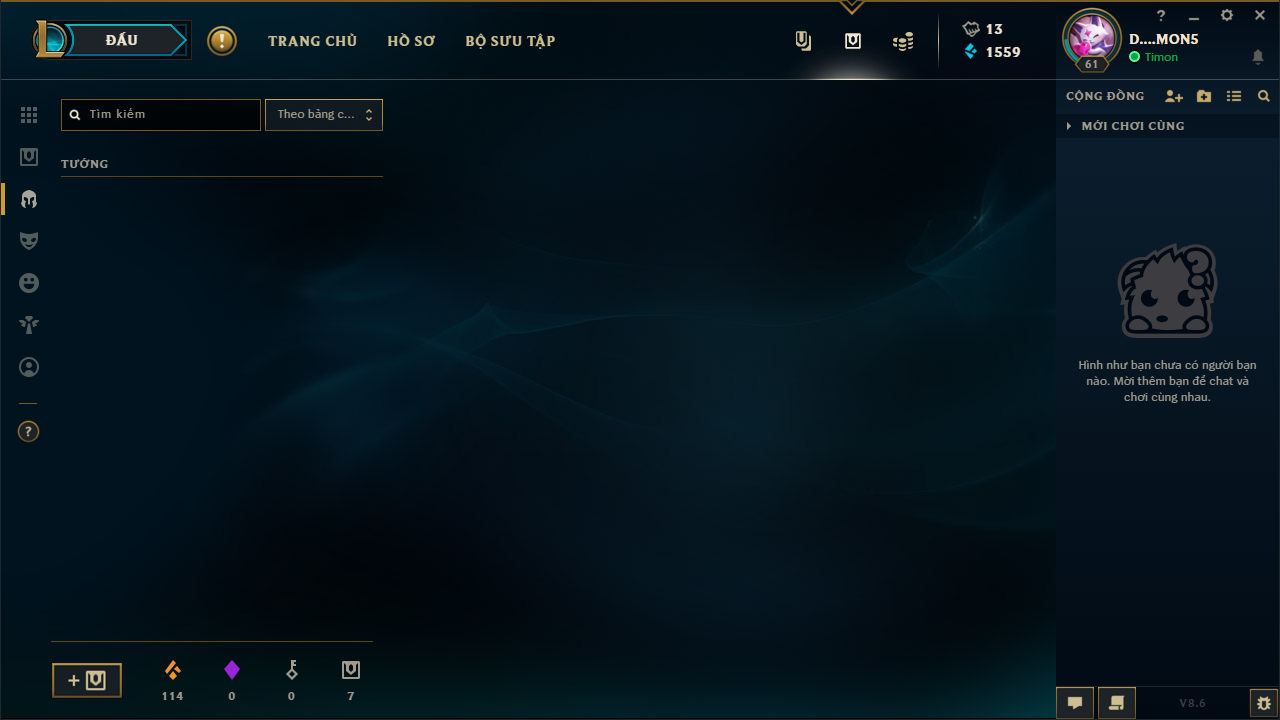 ĐẤU
TRANG CHỦ
HỒ SƠ
BỘ SƯU TẬP
13
1559
D....MON5
Timon
61
Tìm kiếm
Theo bảng c...
TƯỚNG
CỘNG ĐỒNG
MỚI CHƠI CÙNG
Hình như bạn chưa có người bạn
nào. Mời thêm bạn để chat và
chơi cùng nhau.
?
114
0
0
7
V8.6